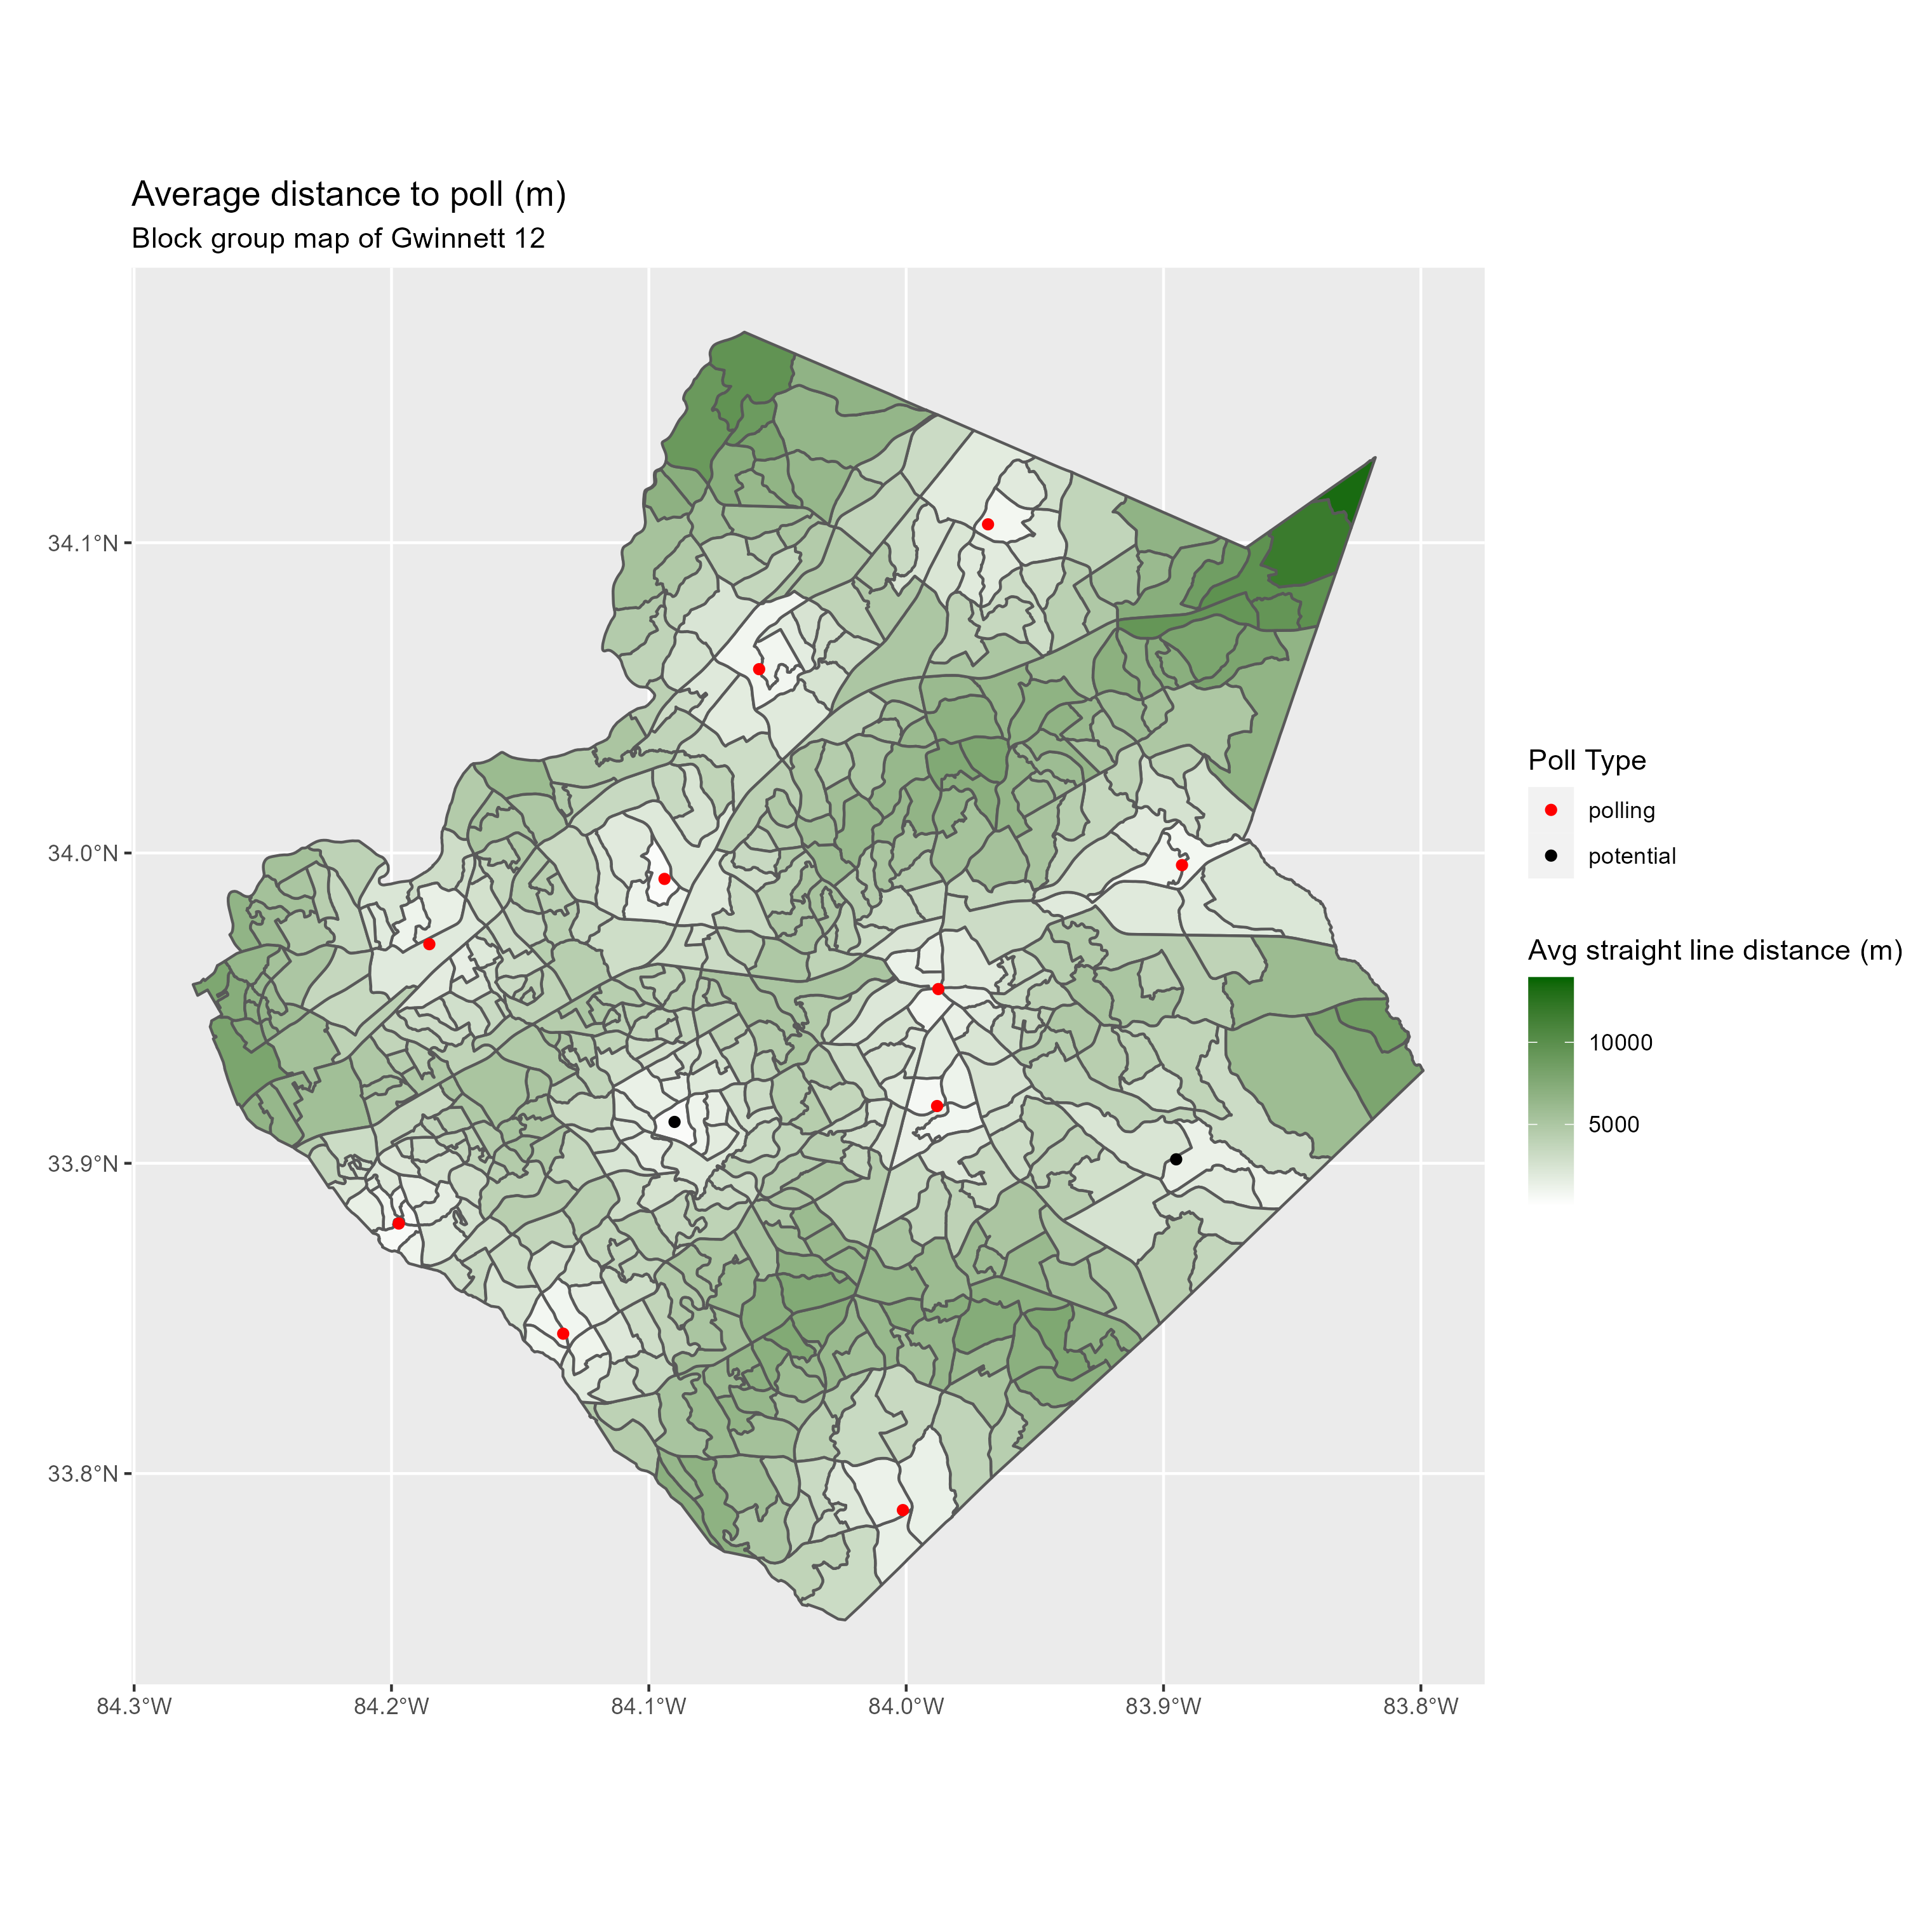 Average distance to poll (m)
Block group map of Gwinnett 12
34.1°N
34.0°N
33.9°N
33.8°N
84.3°W
84.2°W
84.1°W
84.0°W
83.9°W
83.8°W
Poll Type
polling
potential
Avg straight line distance (m)
10000
5000